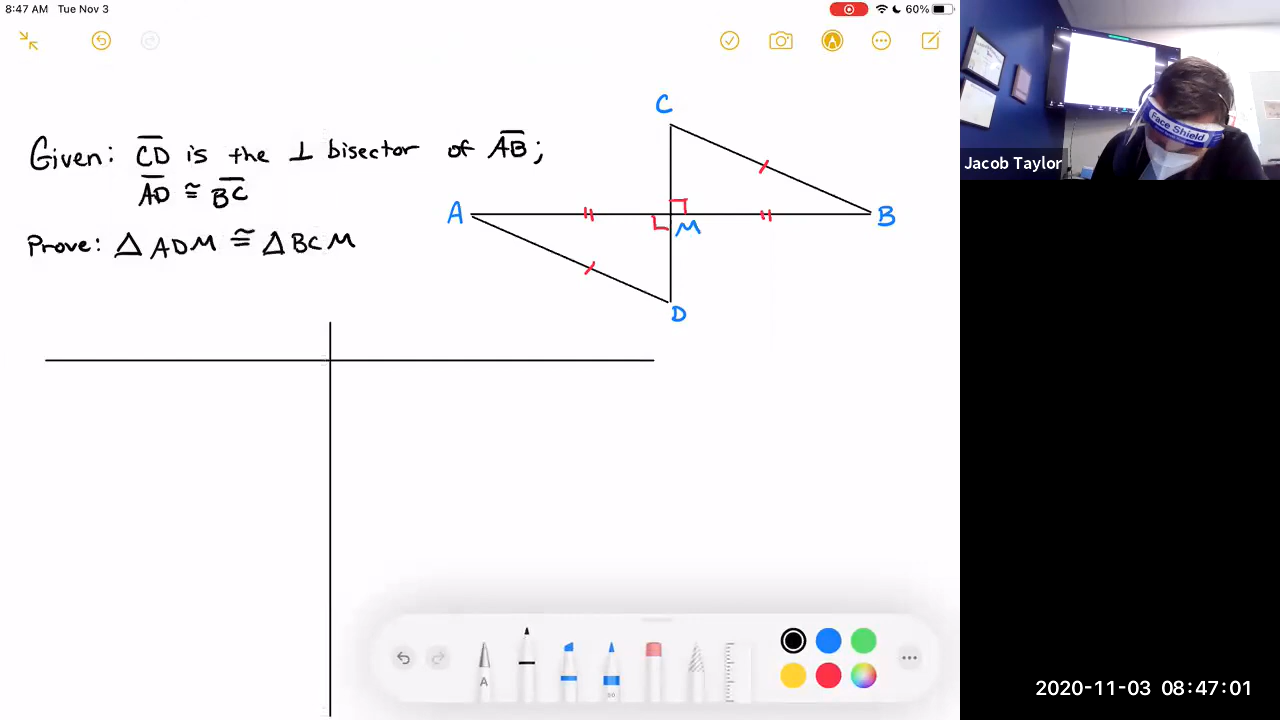 8:47 AM Tue Nov 3
60%
Given: CD is the ⊥ bisector of AB;
AD ≅ BC
Prove: △ADM ≅ △BCM
C
A
B
M
D
A
Face Shield
Jacob Taylor
2020-11-03 08:47:01